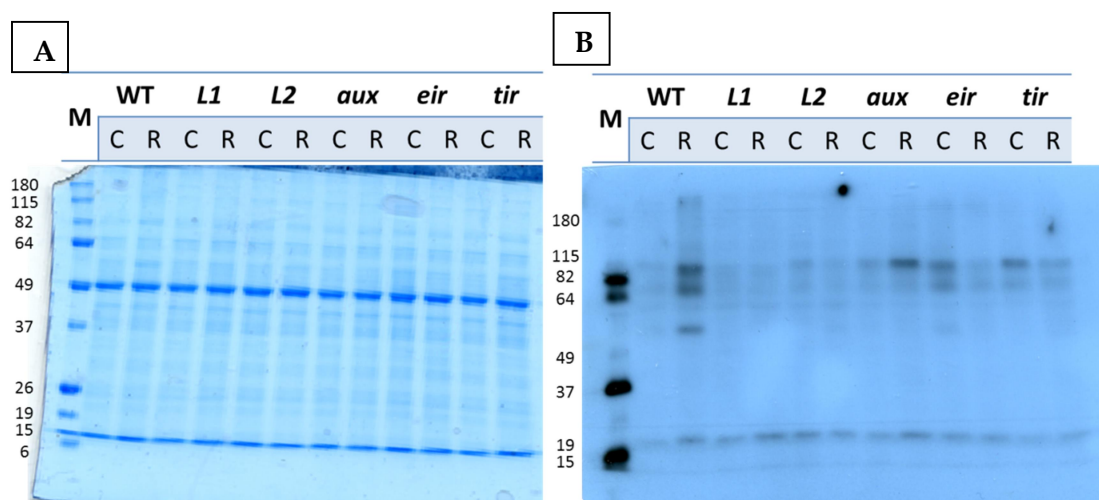 A
M
WT L1 L2 aux eir tir
C R C R C R C R C R C R
180
115
82
64
49
37
26
19
15
6
B
M
WT L1 L2 aux eir tir
C R C R C R C R C R C R
180
115
82
64
49
37
19
15